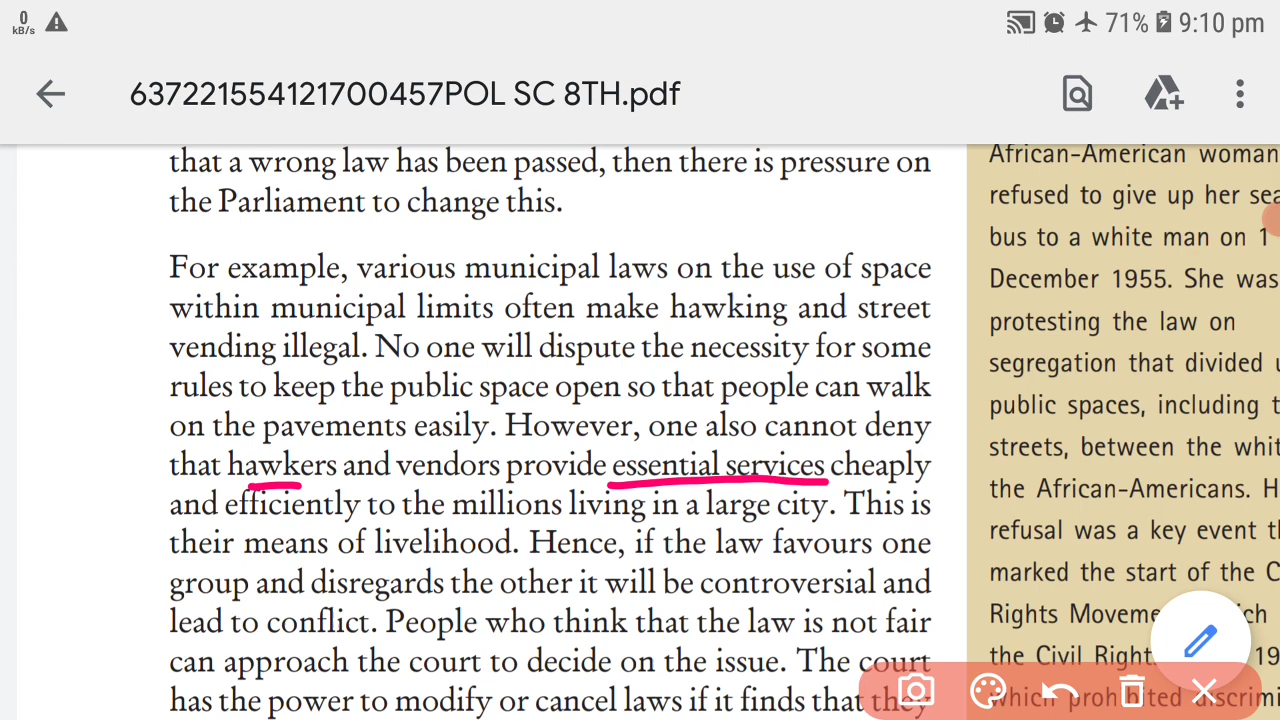 0
kB/s
71%
9:10 pm
637221554121700457POL SC 8TH.pdf
that a wrong law has been passed, then there is pressure on
the Parliament to change this.
For example, various municipal laws on the use of space
within municipal limits often make hawking and street
vending illegal. No one will dispute the necessity for some
rules to keep the public space open so that people can walk
on the pavements easily. However, one also cannot deny
that hawkers and vendors provide essential services cheaply
and efficiently to the millions living in a large city. This is
their means of livelihood. Hence, if the law favours one
group and disregards the other it will be controversial and
lead to conflict. People who think that the law is not fair
can approach the court to decide on the issue. The court
has the power to modify or cancel laws if it finds that they
African-American woman
refused to give up her
bus to a white man on 1
December 1955. She was
protesting the law on
segregation that divided
public spaces, including
streets, between the
the African-Americans.
refusal was a key event
marked the start of the
Rights
the Civil
which prohibited